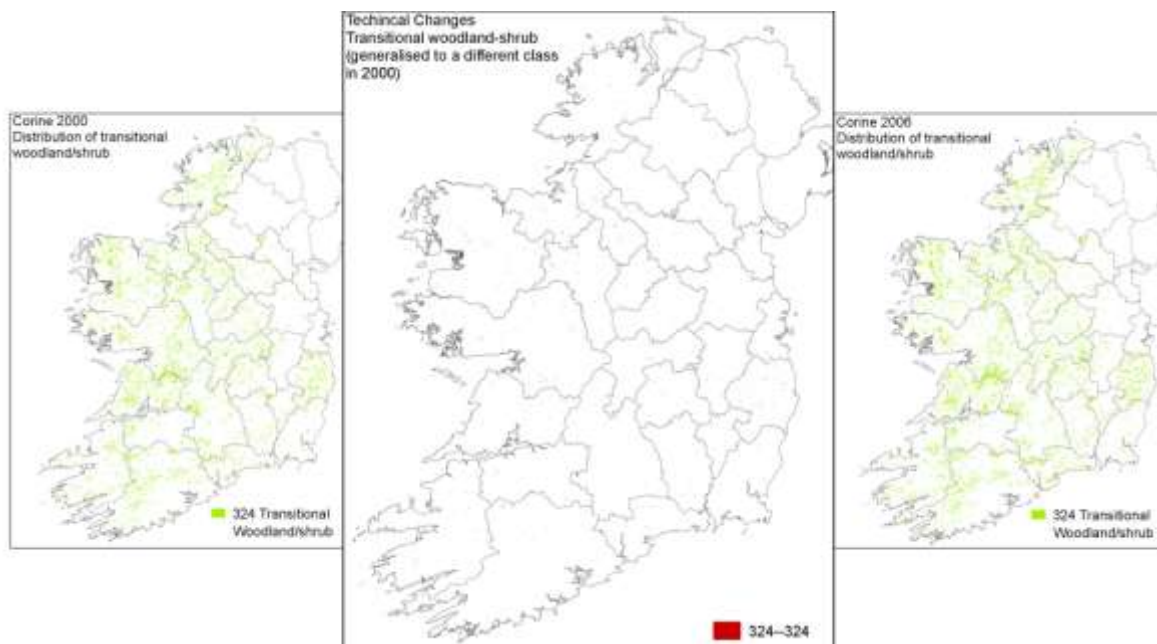 Corine 2000
Distribution of transitional
woodland/shrub
324 Transitional
Woodland/shrub
Techincal Changes
Transitional woodland-shrub
(generalised to a different class
in 2000)
324--324
Corine 2006
Distribution of transitional
woodland/shrub
324 Transitional
Woodland/shrub